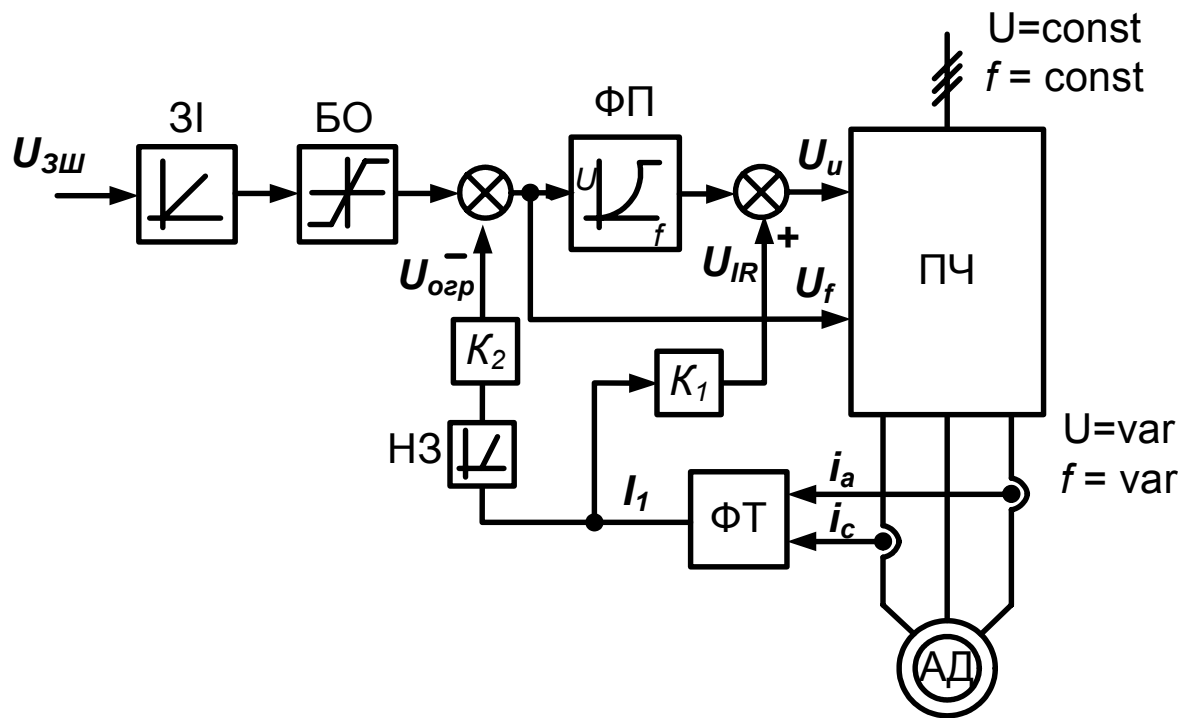 U=const
f = const
ЗІ
БО
ФП
U_ЗШ
U
f
U_u
U_IR
+
U_f
ПЧ
−
U_огр
K_2
K_1
НЗ
I_1
ФТ
i_a
i_c
U=var
f = var
АД